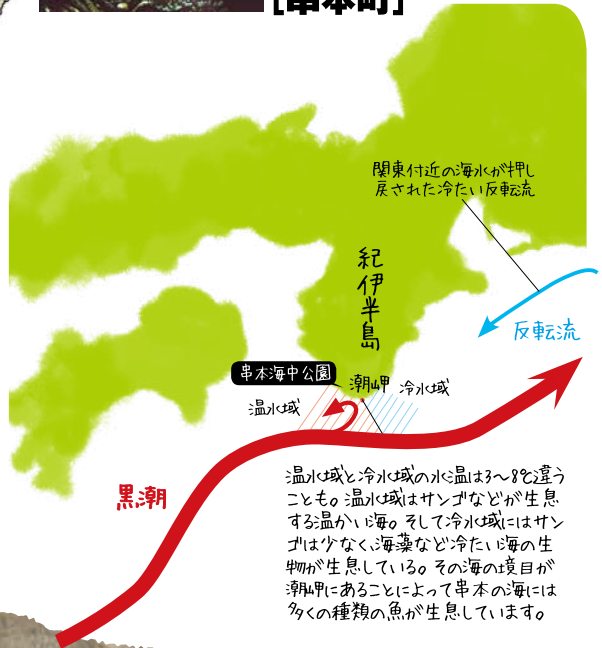 [串本町]
関東付近の海水が押し
戻された冷たい反転流
紀伊半島
反転流
串本海中公園
潮岬
冷水域
温水域
黒潮
温水域と冷水域の水温は3～8℃違う
ことも。温水域はサンゴなどが生息
する温かい海。そして冷水域にはサン
ゴは少なく、海藻など冷たい海の生
物が生息している。その海の境目が
潮岬にあることによって串本の海には
多くの種類の魚が生息しています。